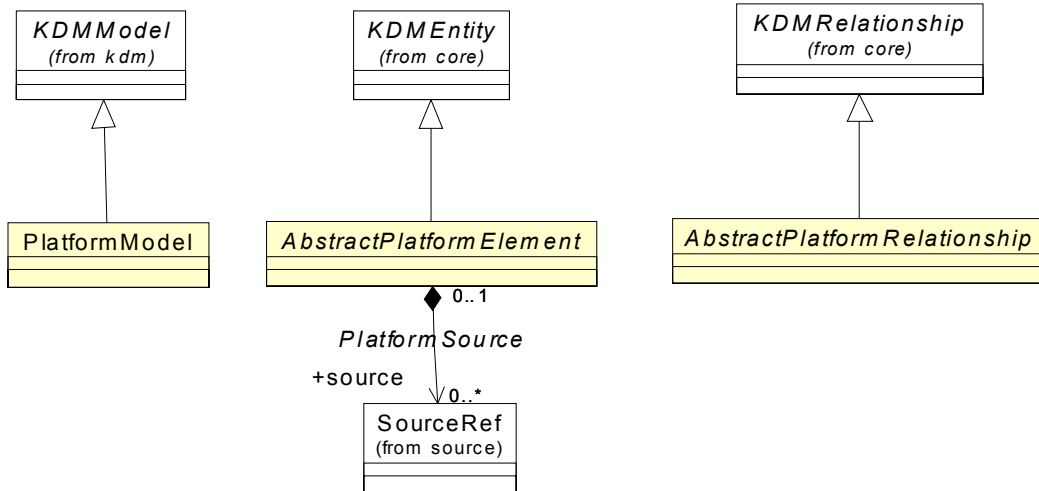 KDMModel
(from kdm)
KDMEntity
(from core)
KDMRelationship
(from core)
PlatformModel
AbstractPlatformElement
AbstractPlatformRelationship
0..1
PlatformSource
+source
0..*
SourceRef
(from source)